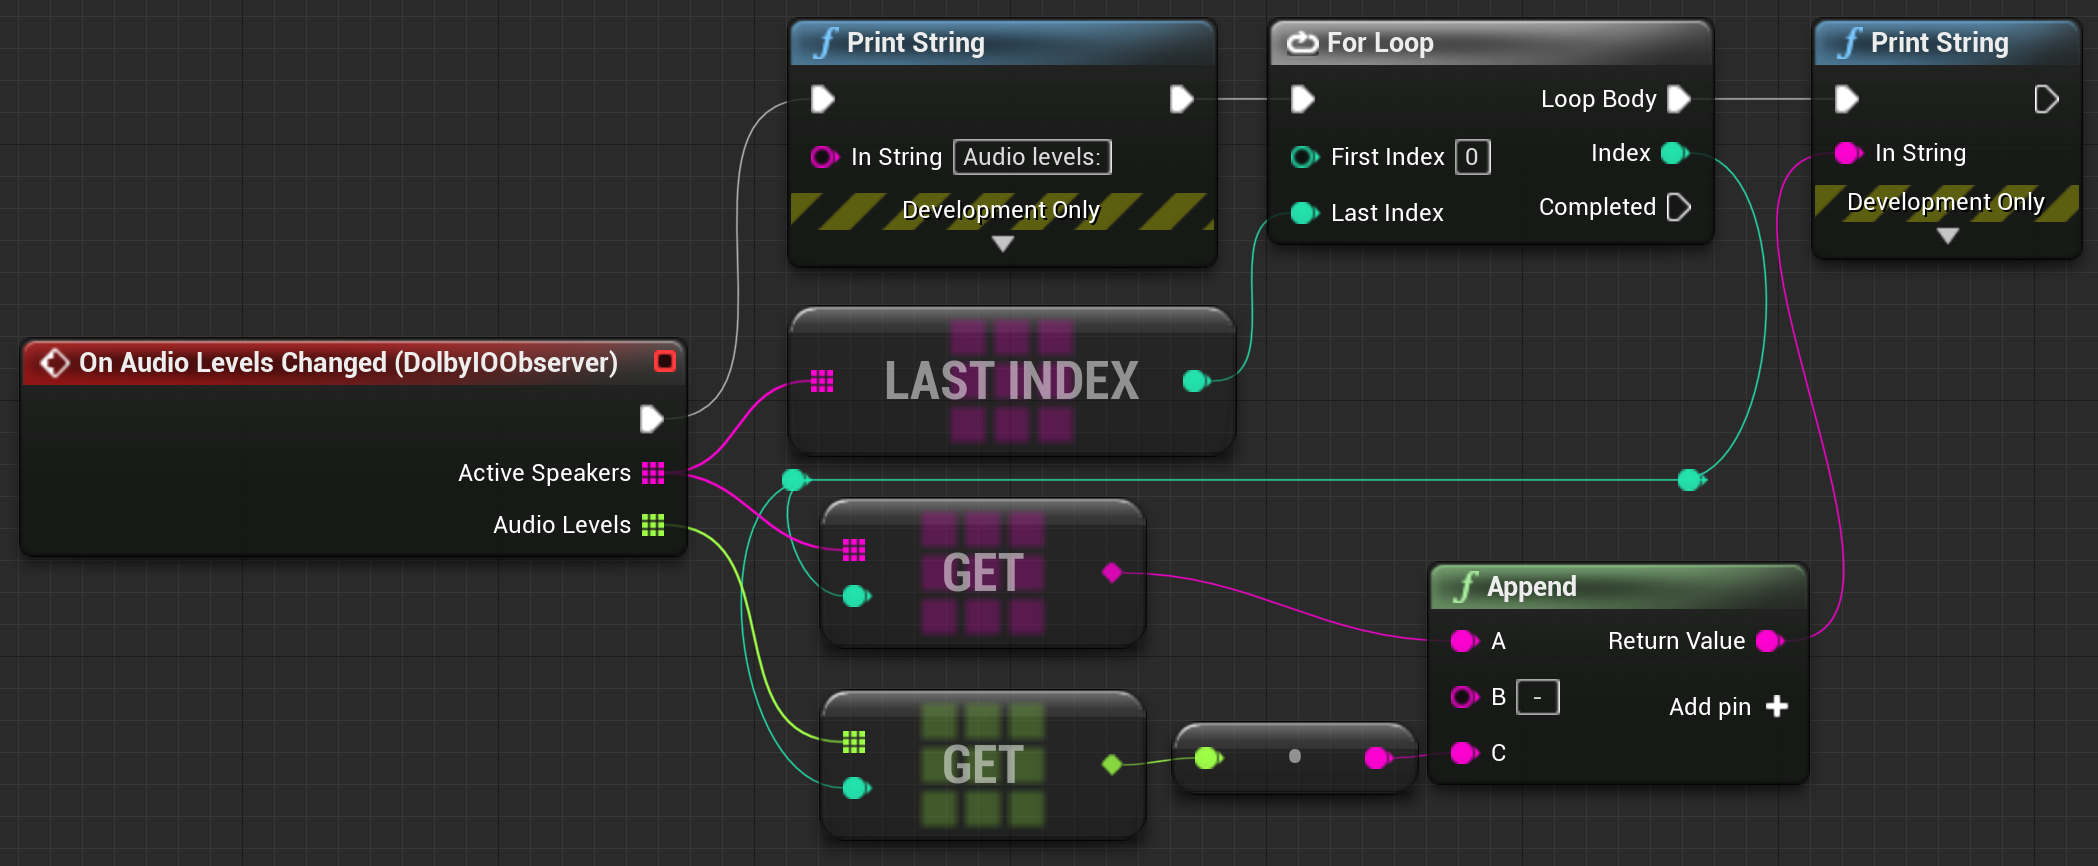 Print String
In String Audio levels:
Development Only
For Loop
Loop Body
First Index 0
Index
Last Index
Completed
Print String
In String
Development Only
On Audio Levels Changed (DolbyIOObserver)
Active Speakers
Audio Levels
LAST INDEX
GET
GET
Append
A
Return Value
B -
Add pin
C